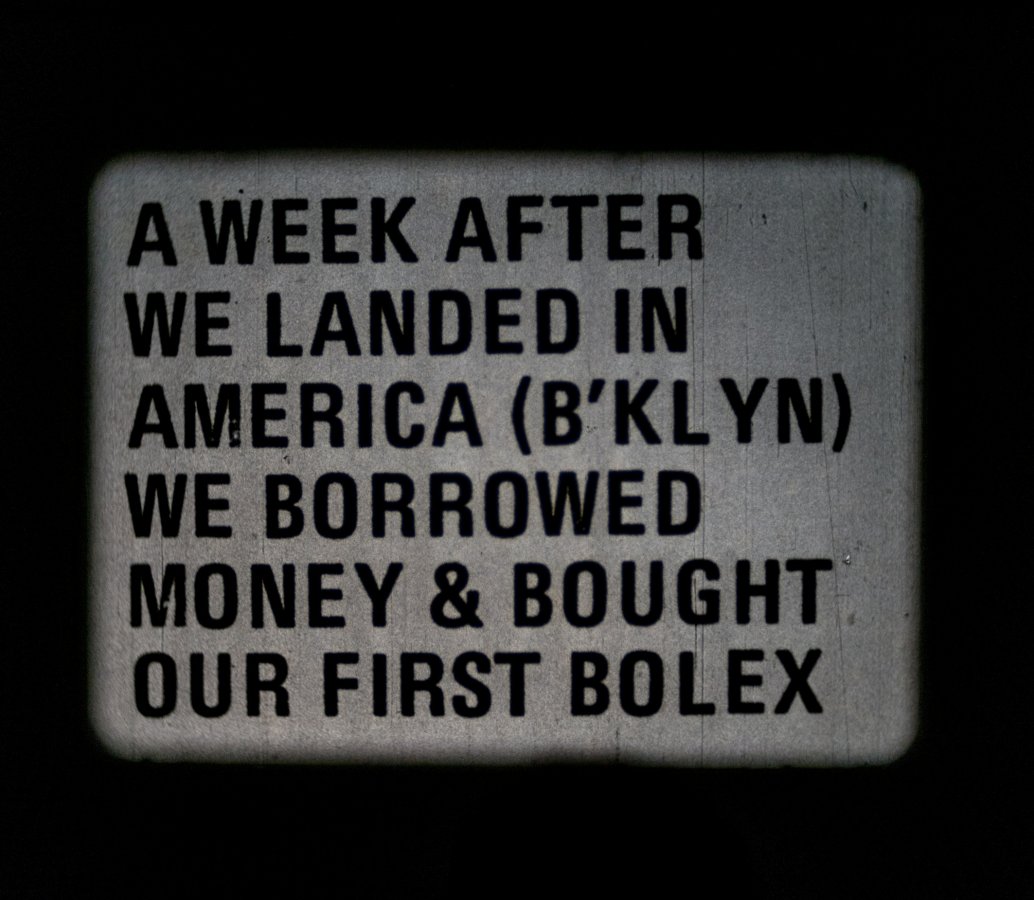 A WEEK AFTER
WE LANDED IN
AMERICA (B'KLYN)
WE BORROWED
MONEY & BOUGHT
OUR FIRST BOLEX